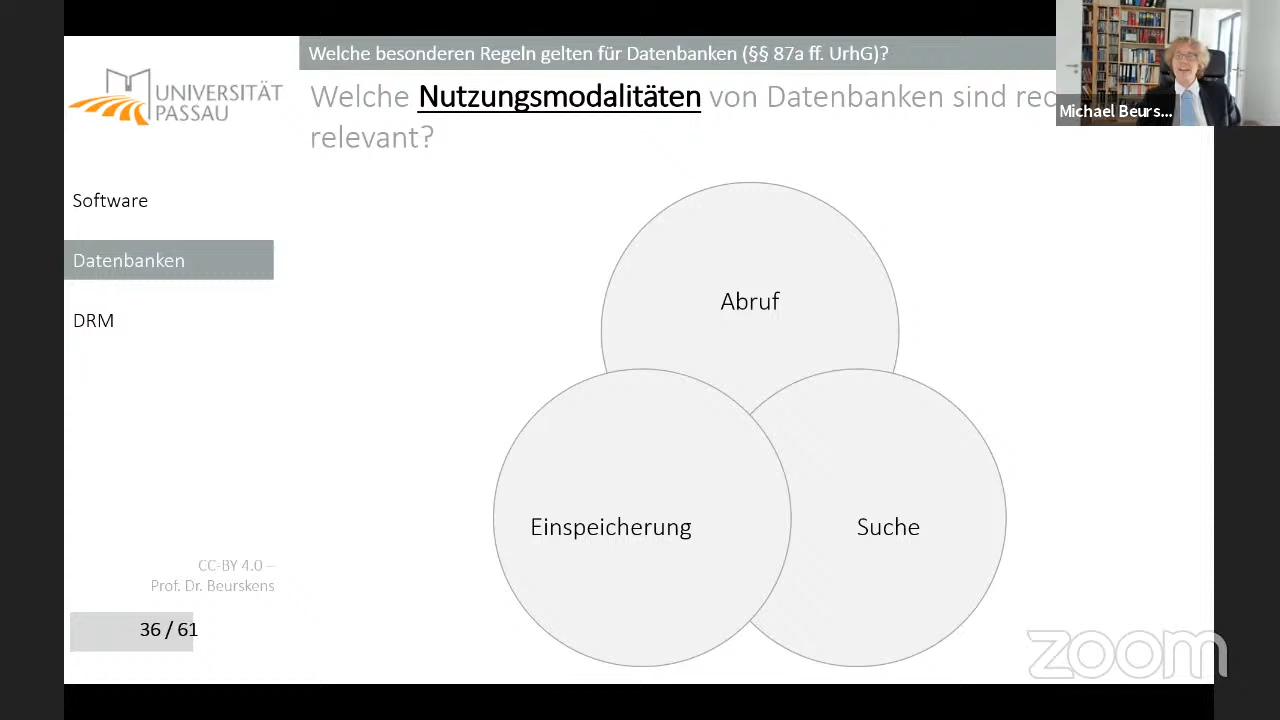 Welche besonderen Regeln gelten für Datenbanken (§§ 87a ff. UrhG)?
UNIVERSITÄT
PASSAU
Welche Nutzungsmodalitäten von Datenbanken sind
relevant?
Michael Beurs...
Software
Datenbanken
DRM
Abruf
Einspeicherung
Suche
CC-BY 4.0 –
Prof. Dr. Beurskens
36 / 61
zoom